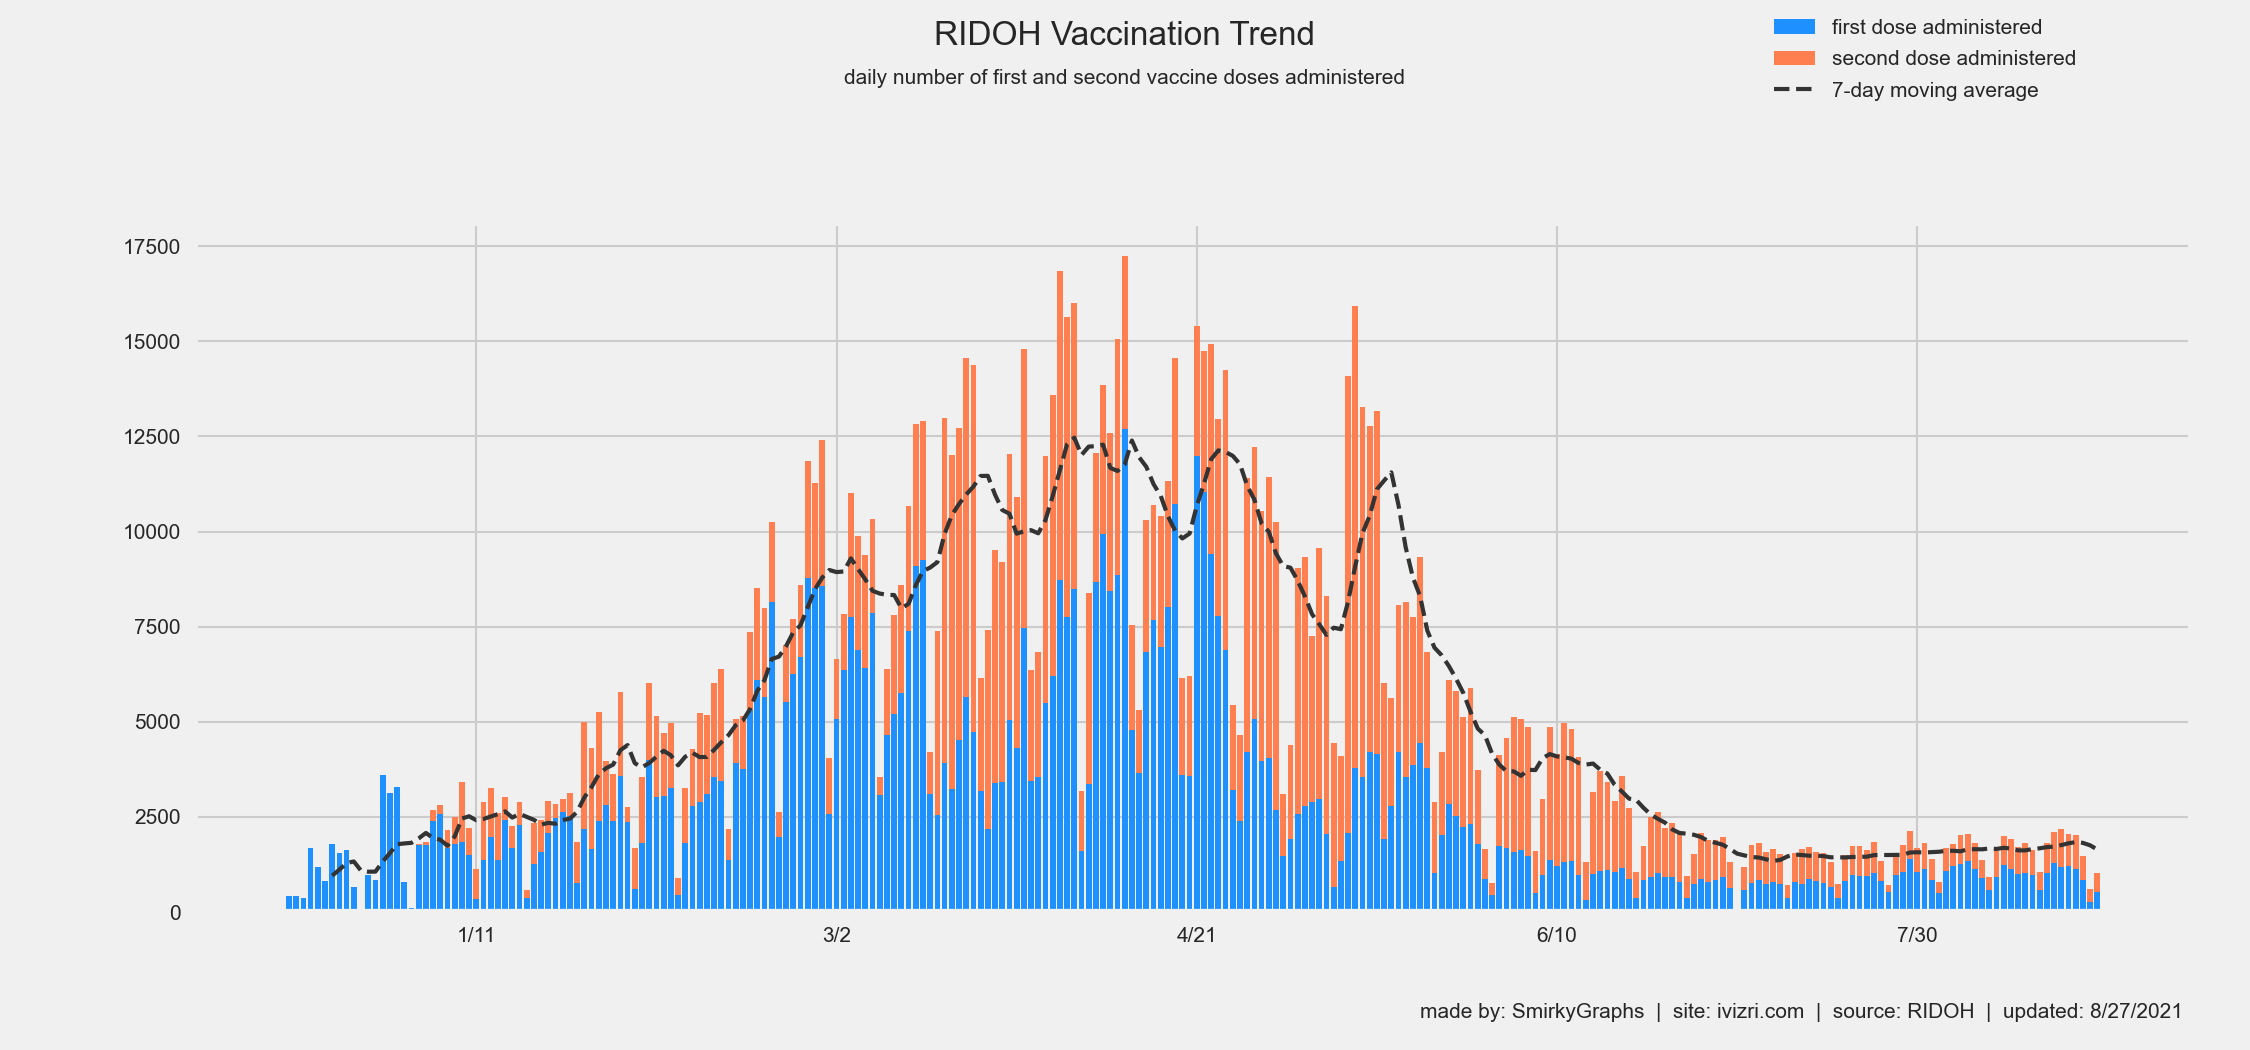 RIDOH Vaccination Trend
daily number of first and second vaccine doses administered
first dose administered
second dose administered
7-day moving average
17500
15000
12500
10000
7500
5000
2500
0
1/11 3/2 4/21 6/10 7/30
made by: SmirkyGraphs | site: ivizri.com | source: RIDOH | updated: 8/27/2021